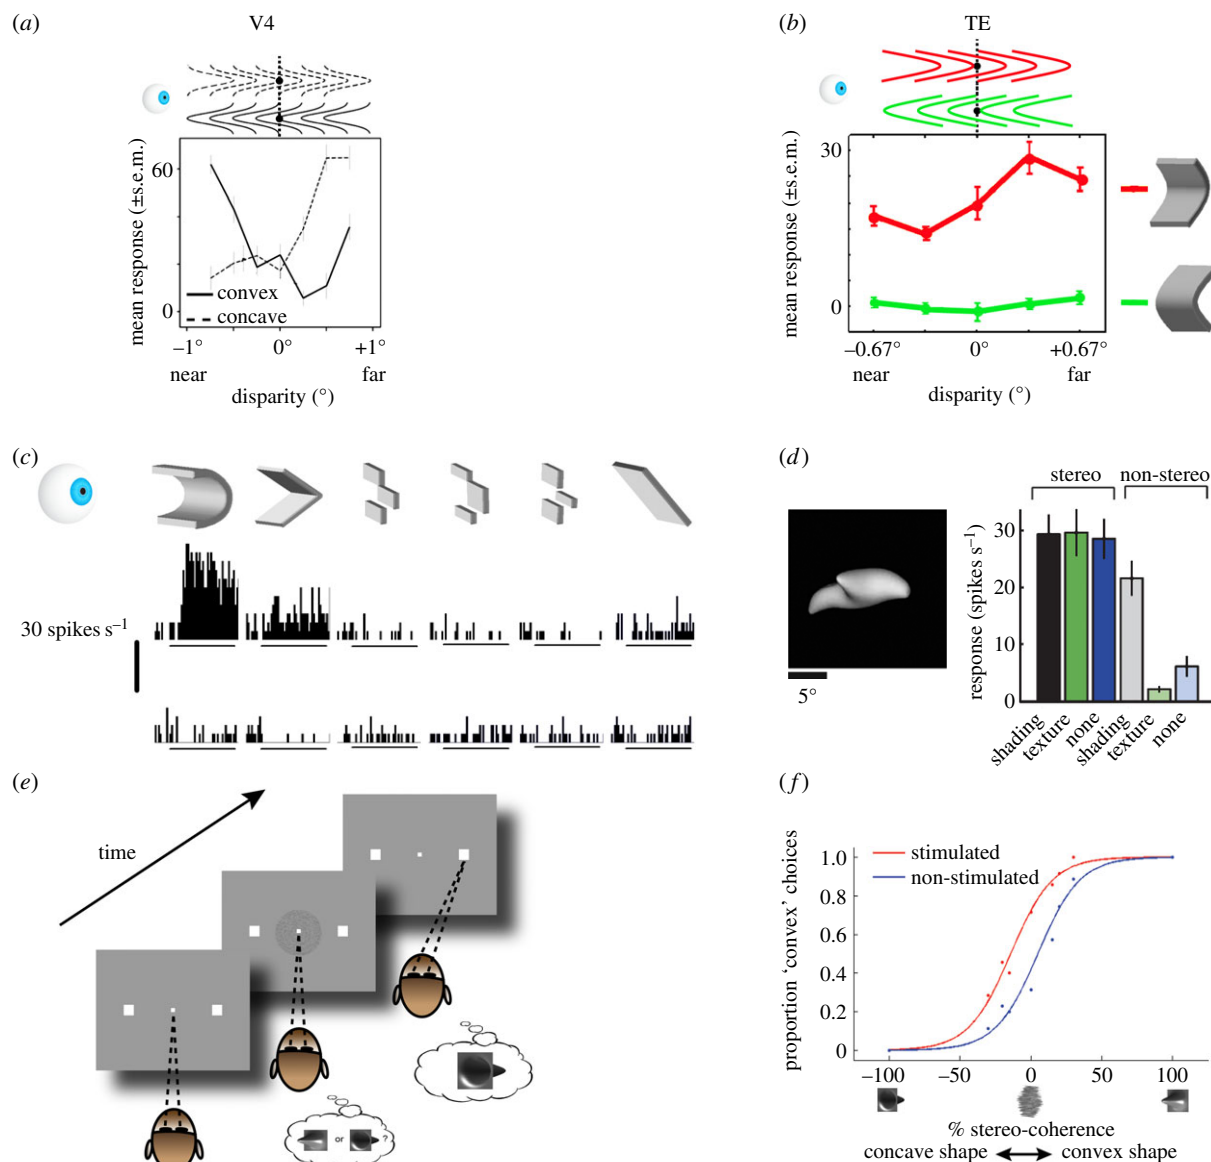 (a)
V4
mean response (±s.e.m.)
60
0
convex
concave
−1°
0°
+1°
near
far
disparity (°)
(b)
TE
mean response (±s.e.m.)
30
15
0
−0.67°
0°
+0.67°
near
far
disparity (°)
(c)
30 spikes s−1
(d)
5°
stereo
non-stereo
response (spikes s−1)
30
20
10
0
shading
texture
none
shading
texture
none
(e)
time
or
?
(f)
stimulated
non-stimulated
proportion ‘convex’ choices
1.0
0.8
0.6
0.4
0.2
0
−100
−50
0
50
100
% stereo-coherence
concave shape
convex shape